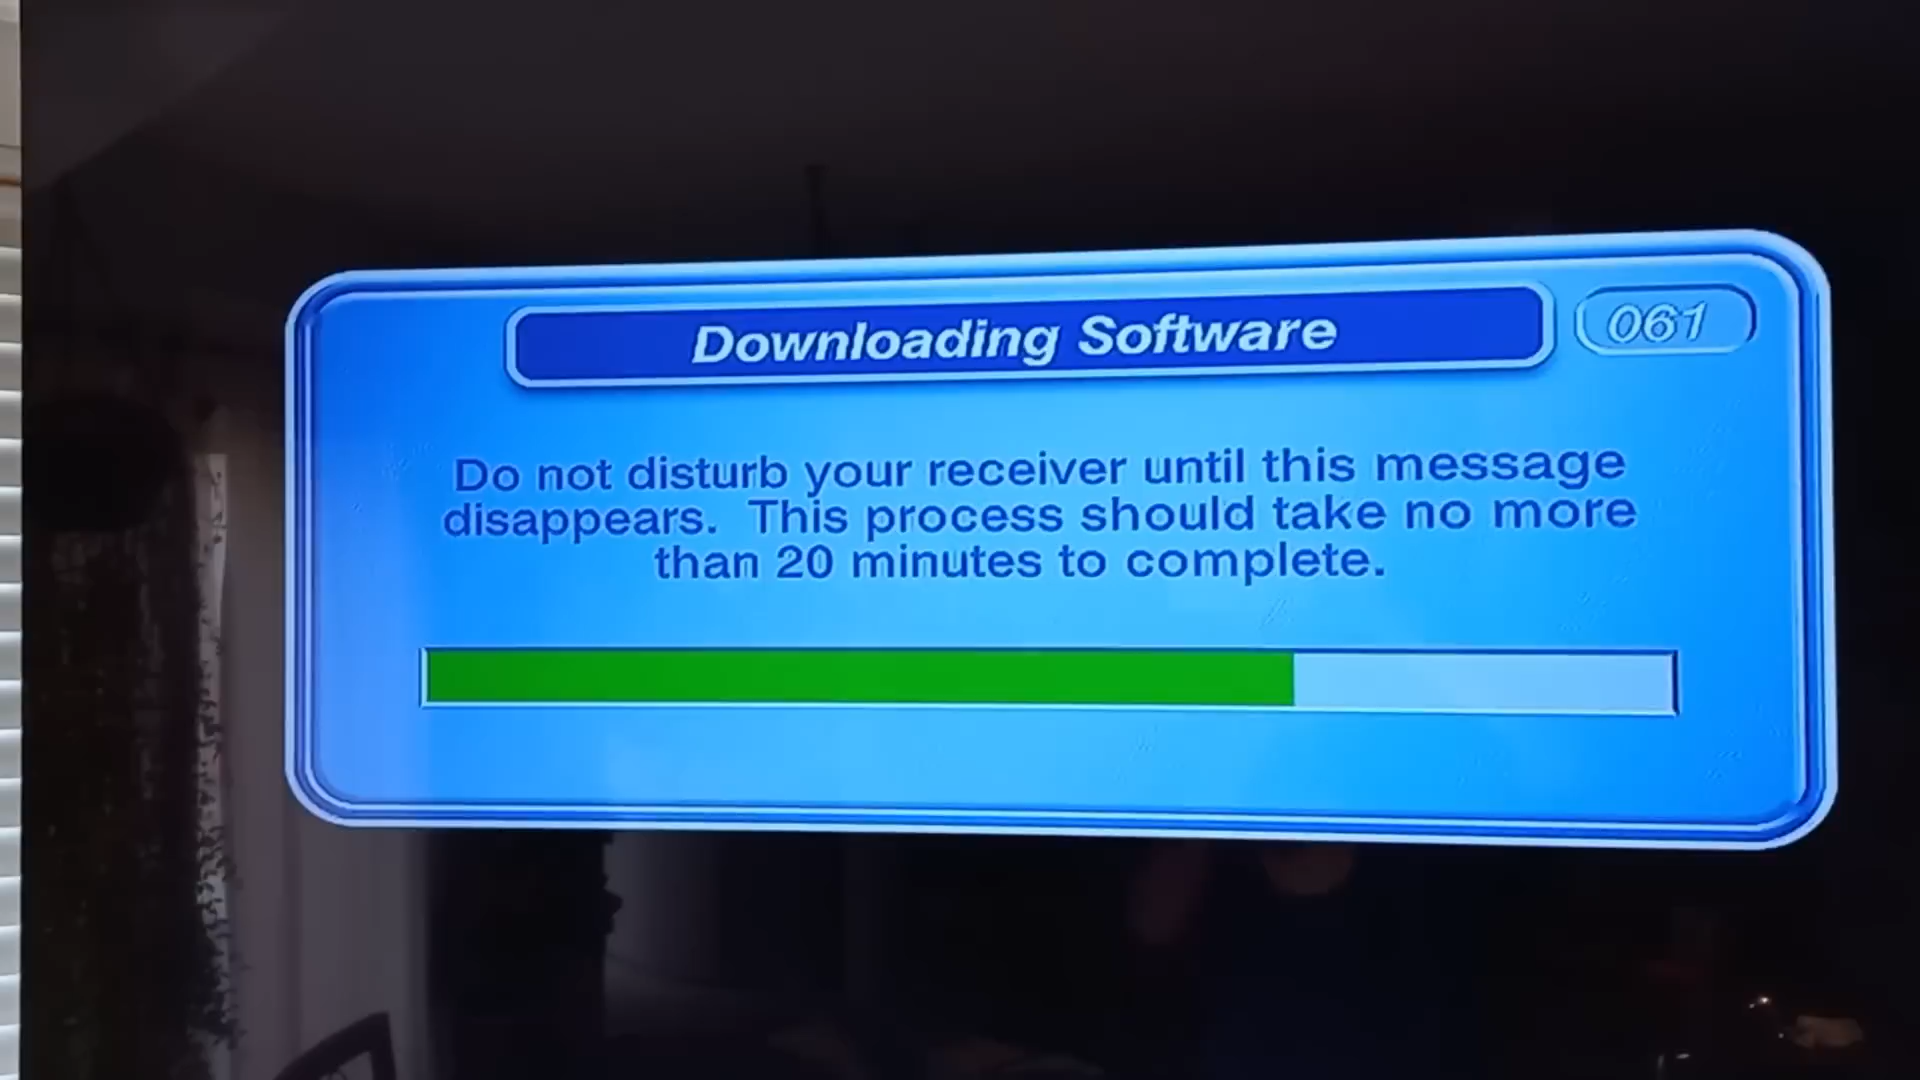 Downloading Software
061
Do not disturb your receiver until this message
disappears. This process should take no more
than 20 minutes to complete.